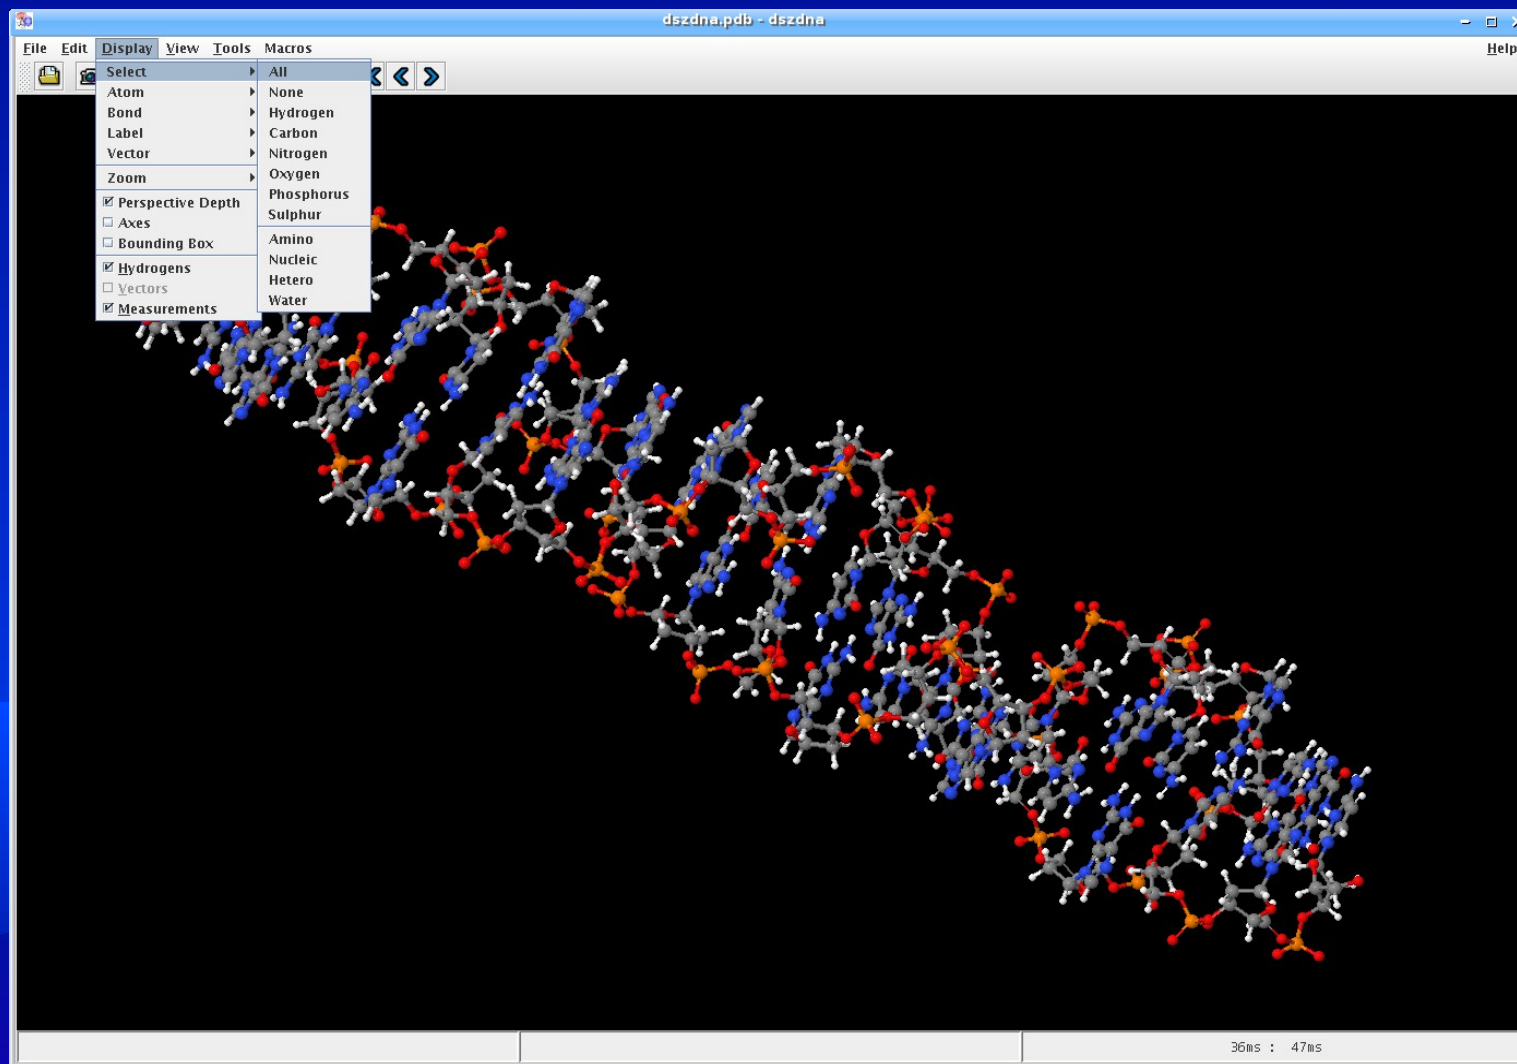 dszdna.pdb - dszdna
File Edit Display View Tools Macros Help
Select
Atom
Bond
Label
Vector
Zoom
Perspective Depth
Axes
Bounding Box
Hydrogens
Vectors
Measurements
All
None
Hydrogen
Carbon
Nitrogen
Oxygen
Phosphorus
Sulphur
Amino
Nucleic
Hetero
Water
36ms : 47ms